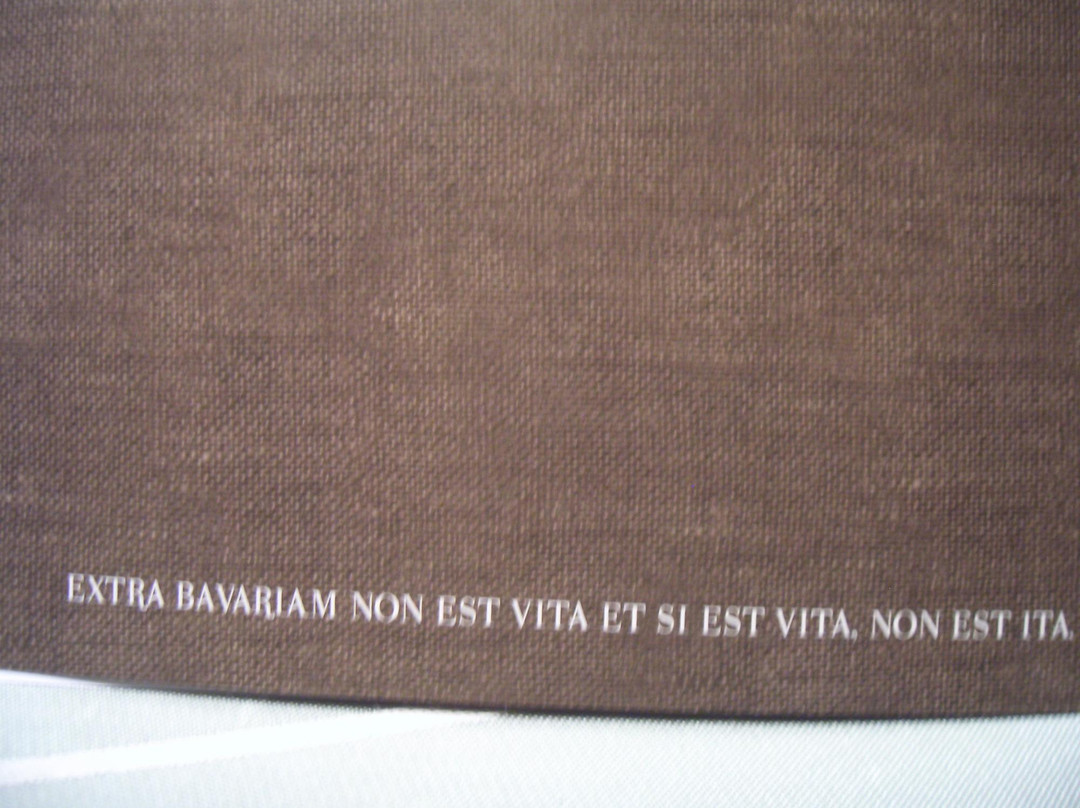 EXTRA BAVARIAM NON EST VITA ET SI EST VITA, NON EST ITA.